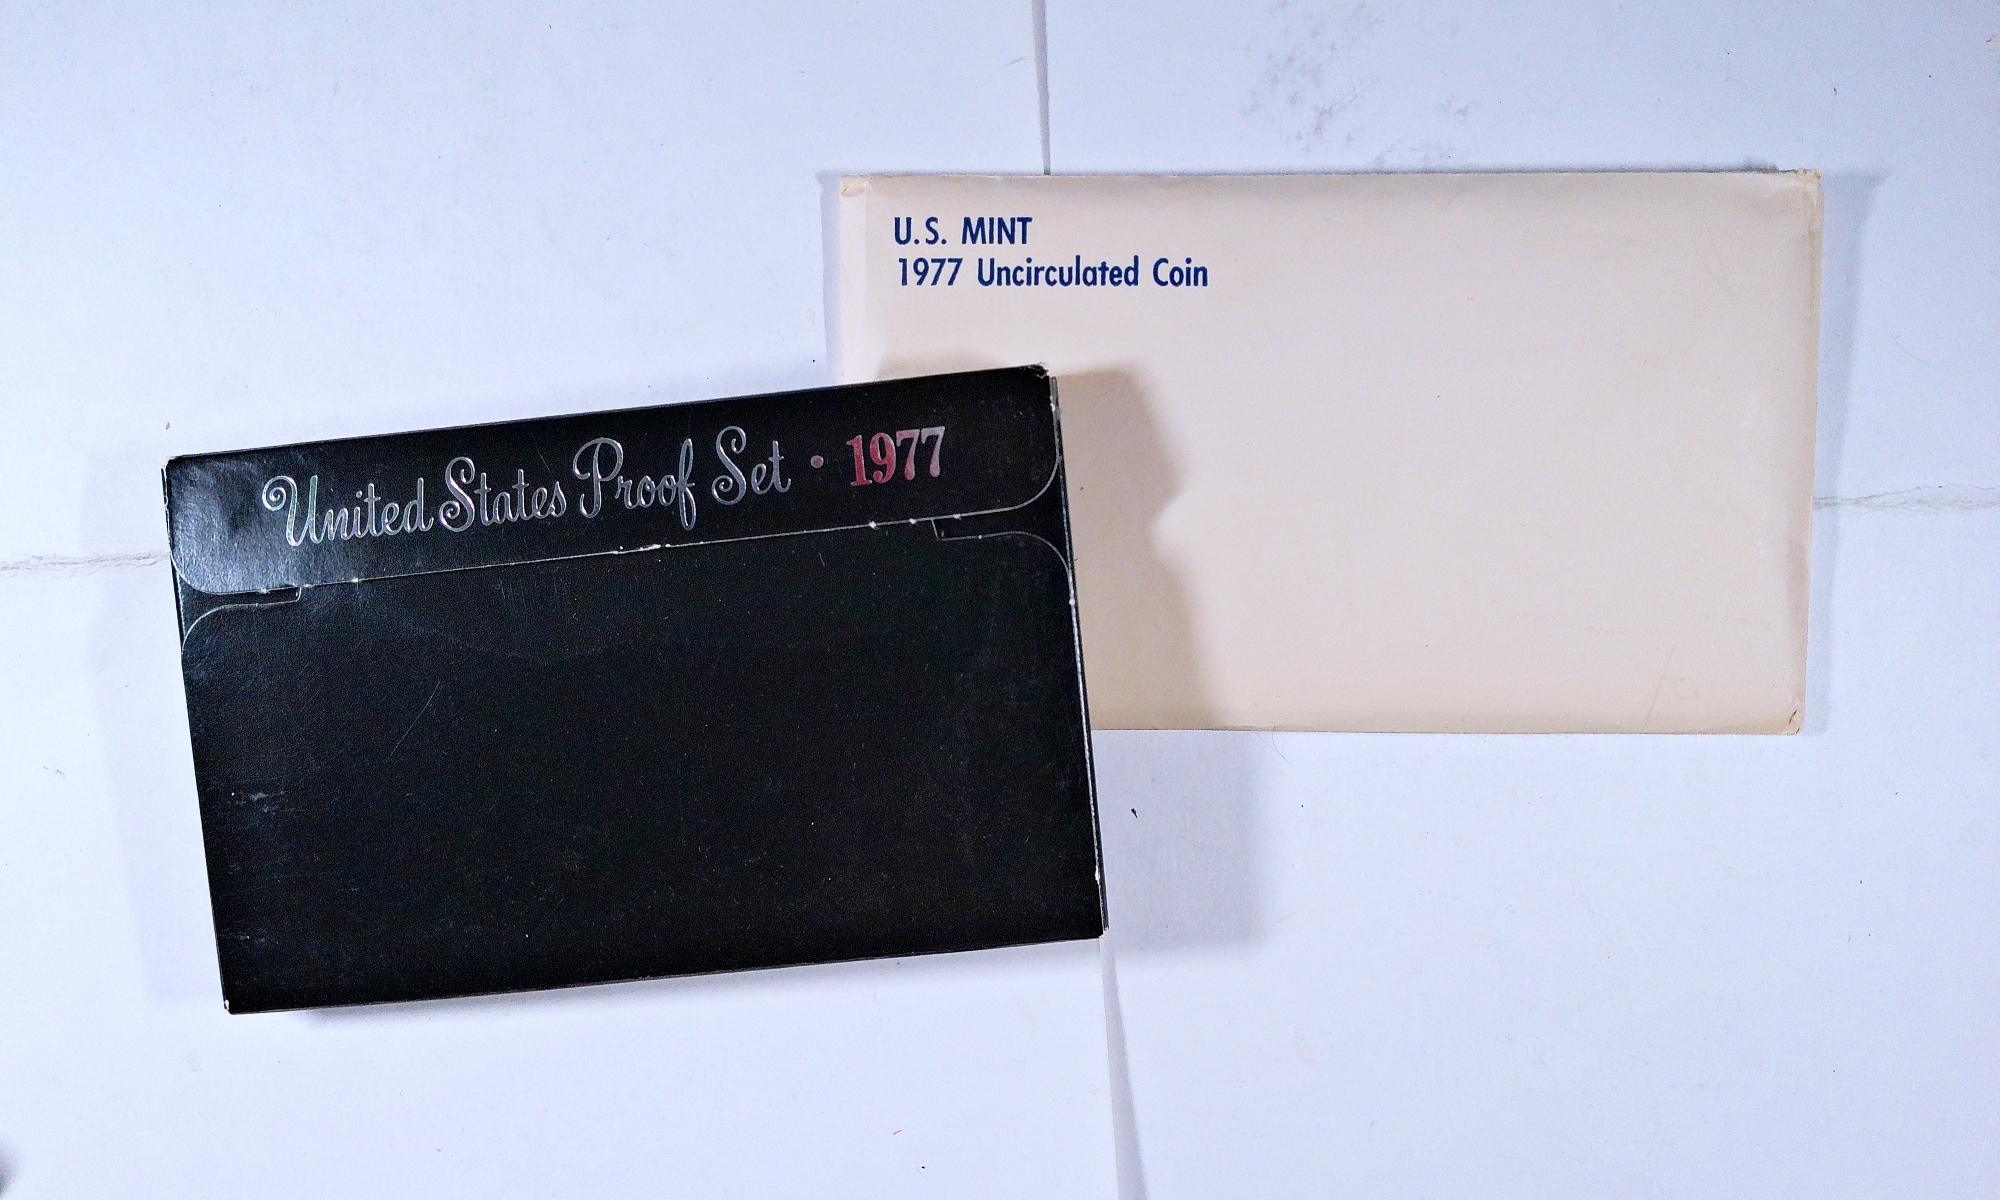 U.S. MINT
1977 Uncirculated Coin
United States Proof Set · 1977